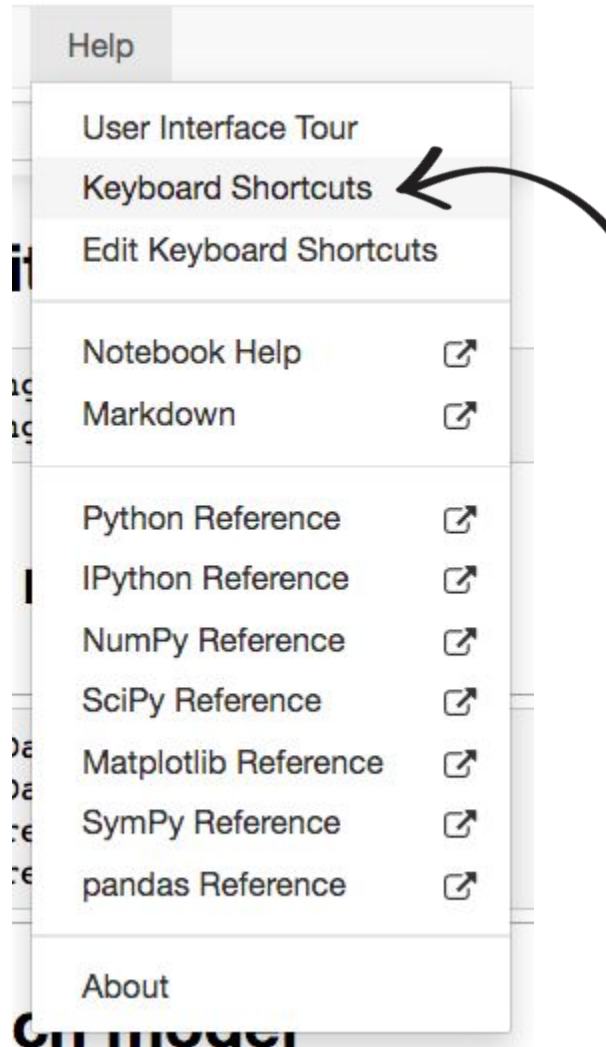 Help
User Interface Tour
Keyboard Shortcuts
Edit Keyboard Shortcuts
Notebook Help
Markdown
Python Reference
IPython Reference
NumPy Reference
SciPy Reference
Matplotlib Reference
SymPy Reference
pandas Reference
About